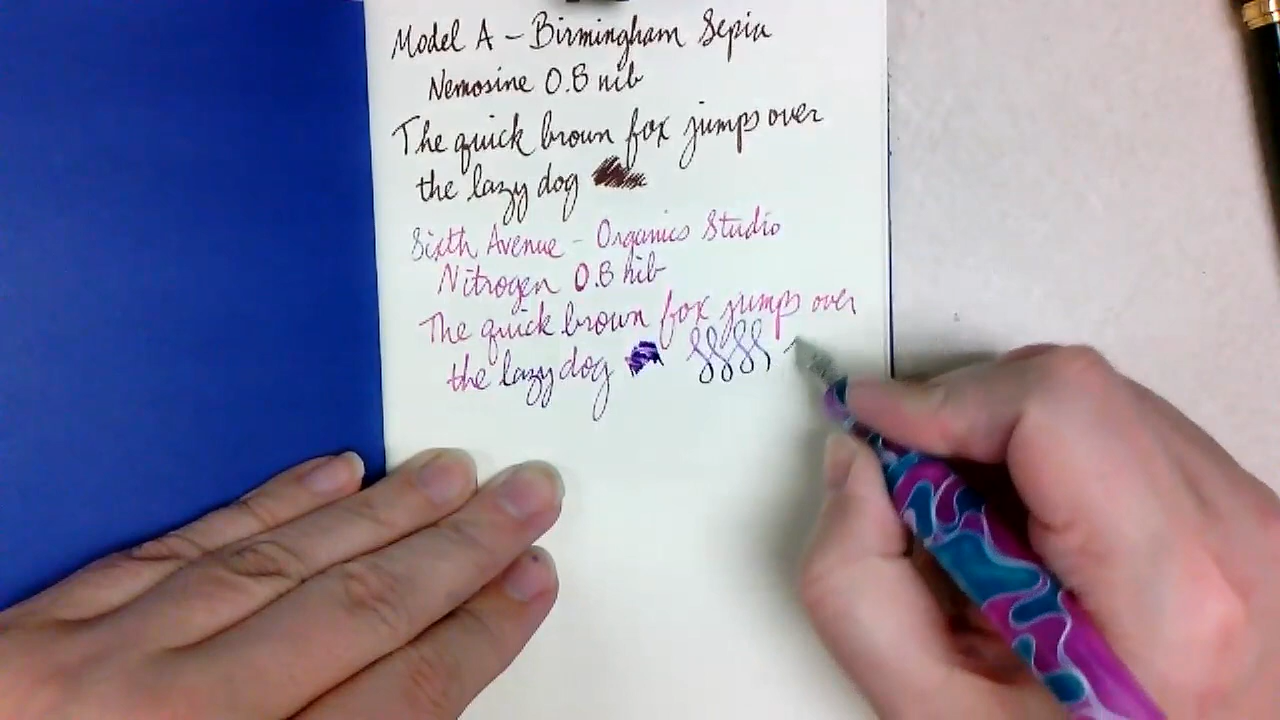 Model A - Birmingham Sepia
Nemosine 0.8 nib
The quick brown fox jumps over
the lazy dog
Sixth Avenue - Organics Studio
Nitrogen 0.8 nib
The quick brown fox jumps over
the lazy dog